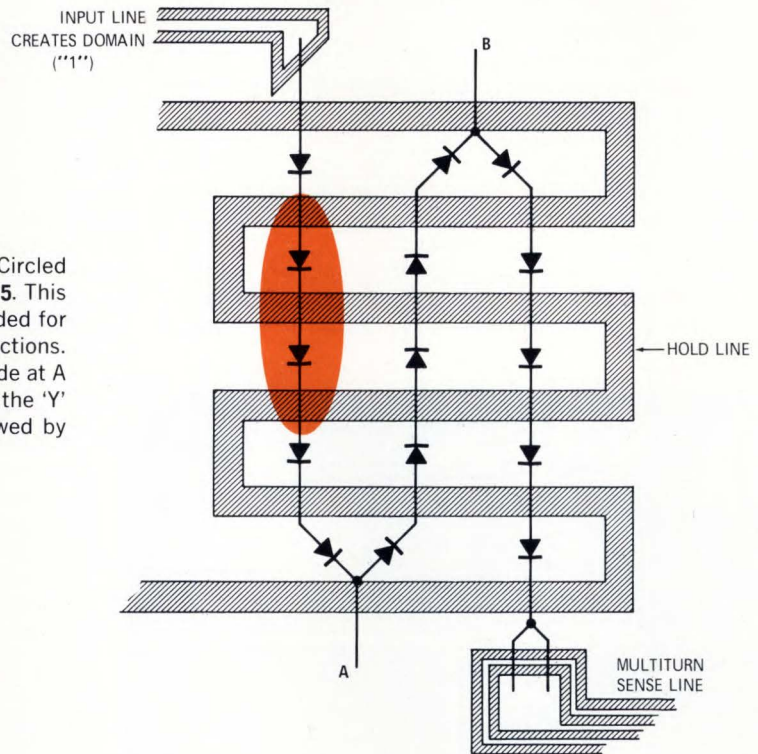 INPUT LINE
CREATES DOMAIN
("1")
B
Circled
5. This
ded for
ctions.
de at A
the 'Y'
wed by
HOLD LINE
A
MULTITURN
SENSE LINE